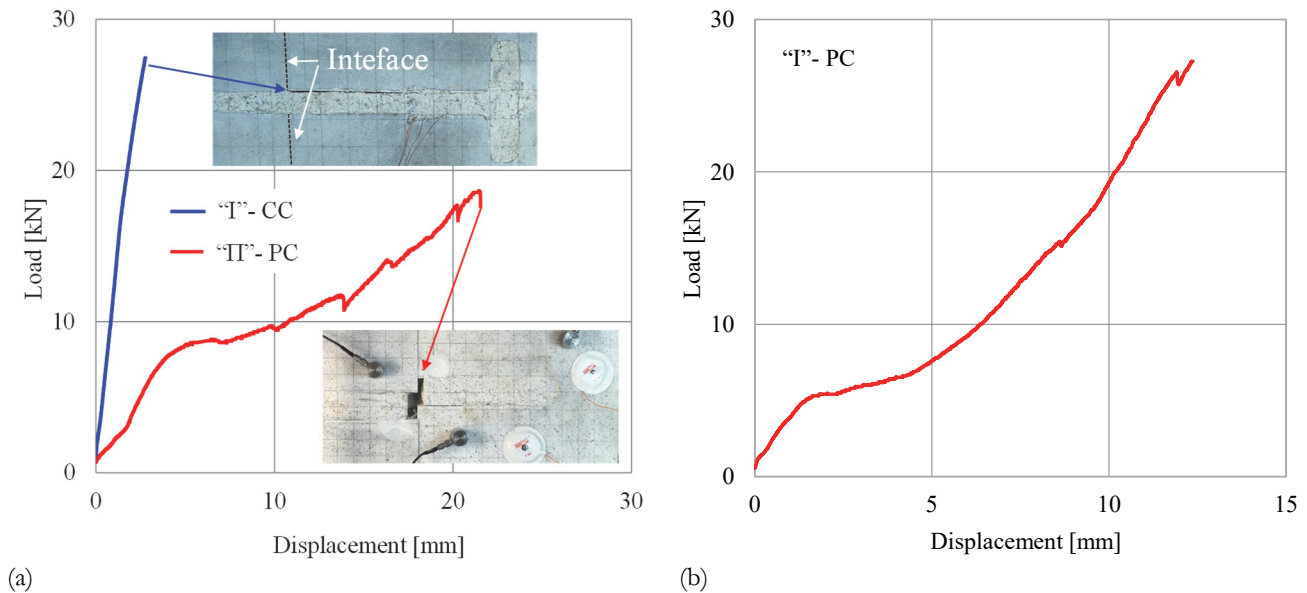 30
20
10
0
Load [kN]
0 10 20 30
Displacement [mm]
Inteface
“I”- CC
“Π”- PC
(a)
30
20
10
0
Load [kN]
0 5 10 15
Displacement [mm]
“I”- PC
(b)